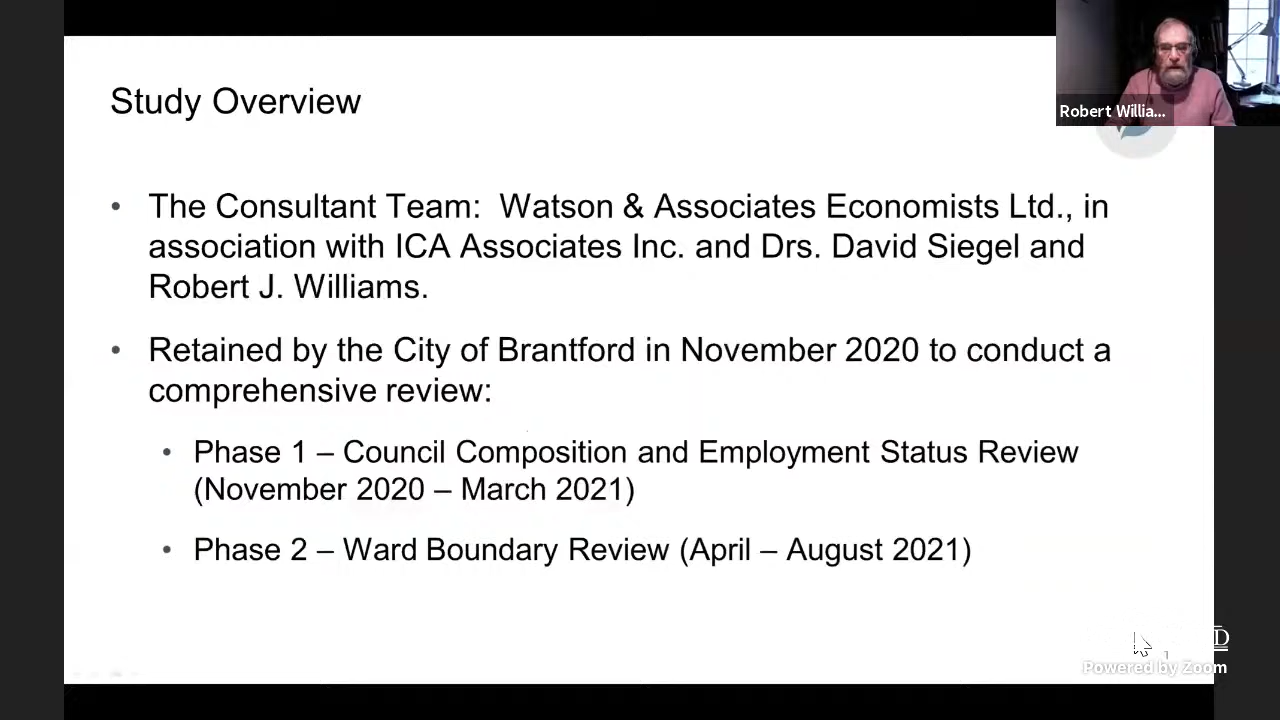 Study Overview
Robert Willia...
• The Consultant Team: Watson & Associates Economists Ltd., in
association with ICA Associates Inc. and Drs. David Siegel and
Robert J. Williams.
• Retained by the City of Brantford in November 2020 to conduct a
comprehensive review:
• Phase 1 – Council Composition and Employment Status Review
(November 2020 – March 2021)
• Phase 2 – Ward Boundary Review (April – August 2021)
D
1
Powered by Zoom